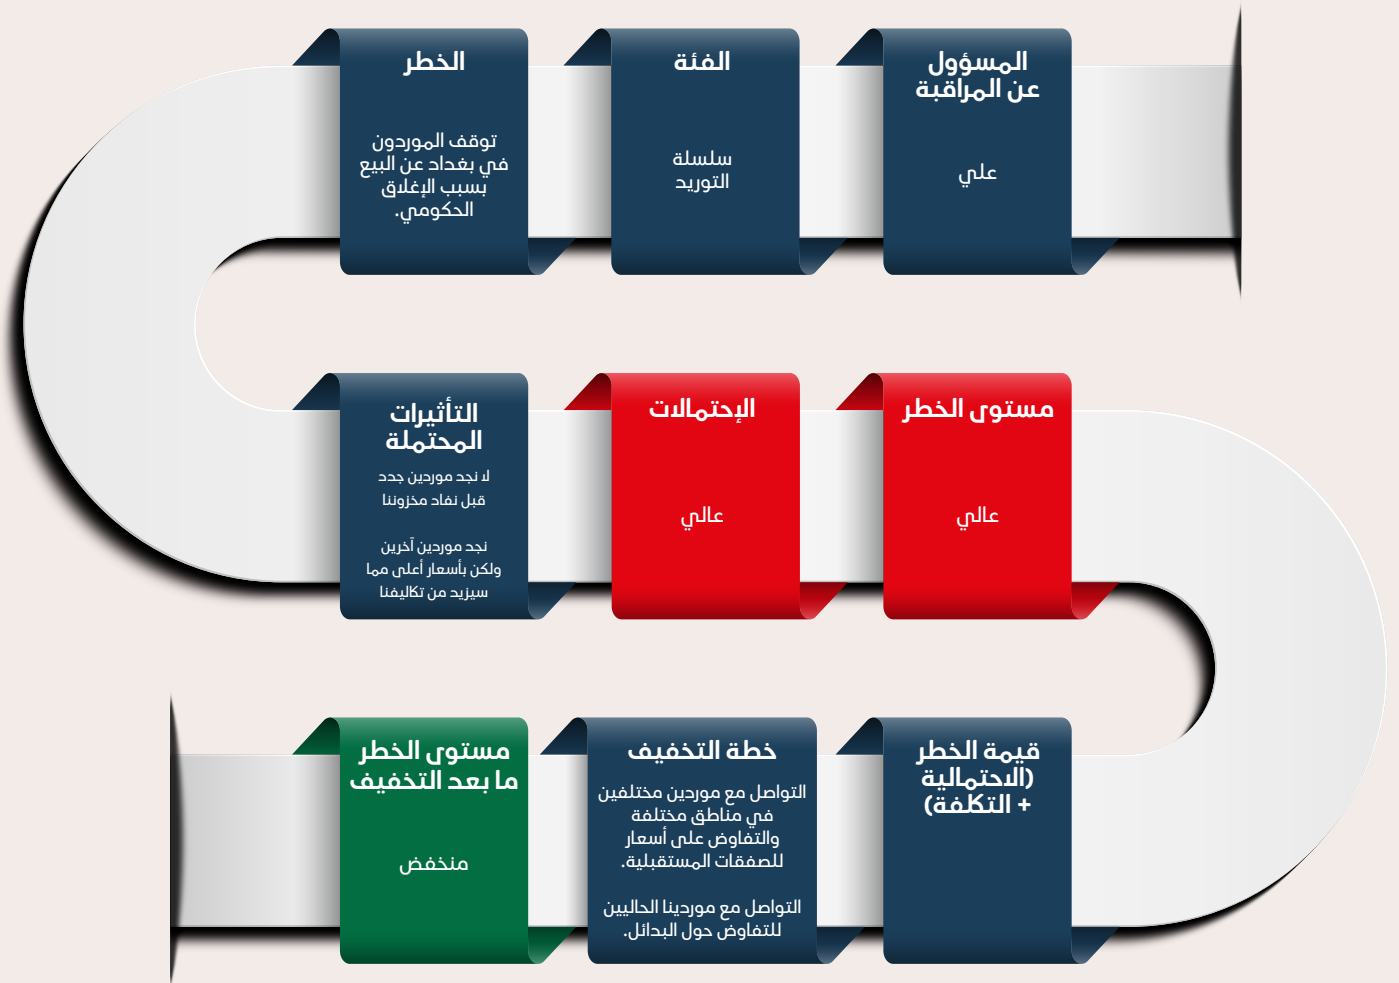 المسؤول
عن المراقبة
علي
الفئة
سلسلة
التوريد
الخطر
توقف الموردون
في بغداد عن البيع
بسبب الإغلاق
الحكومي.
التأثيرات
المحتملة
لا نجد موردين جدد
قبل نفاد مخزوننا
نجد موردين آخرين
ولكن بأسعار أعلى مما
سيزيد من تكاليفنا
الإحتمالات
عالي
مستوى الخطر
عالي
قيمة الخطر
(الاحتمالية
+ التكلفة)
خطة التخفيف
التواصل مع موردين مختلفين
في مناطق مختلفة
والتفاوض على أسعار
للصفقات المستقبلية.
التواصل مع موردينا الحاليين
للتفاوض حول البدائل.
مستوى الخطر
ما بعد التخفيف
منخفض